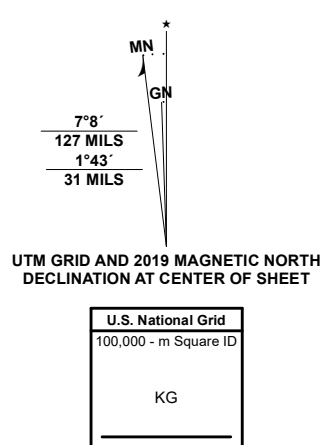 ★
MN
GN
7°8´
127 MILS
1°43´
31 MILS
UTM GRID AND 2019 MAGNETIC NORTH
DECLINATION AT CENTER OF SHEET
U.S. National Grid
100,000 - m Square ID
KG